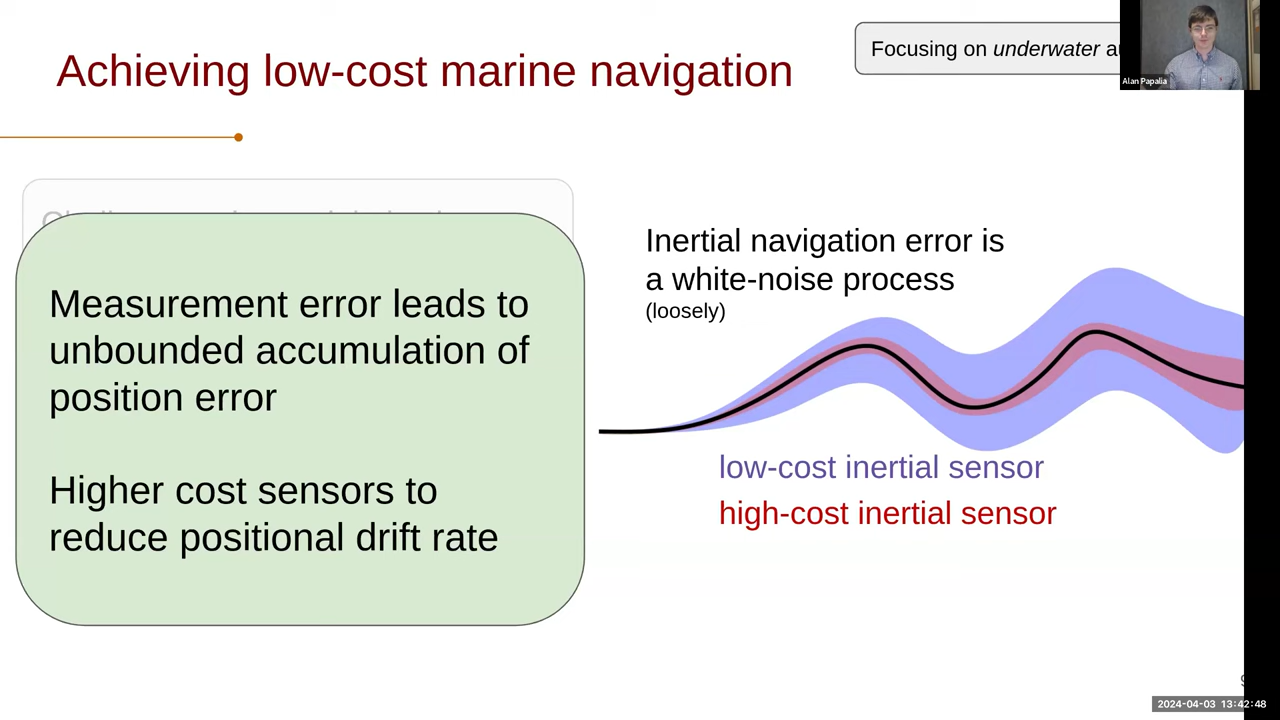 Achieving low-cost marine navigation
Focusing on underwater
Alan Papalia
Measurement error leads to
unbounded accumulation of
position error
Higher cost sensors to
reduce positional drift rate
Inertial navigation error is
a white-noise process
(loosely)
low-cost inertial sensor
high-cost inertial sensor
2024-04-03 13:42:48